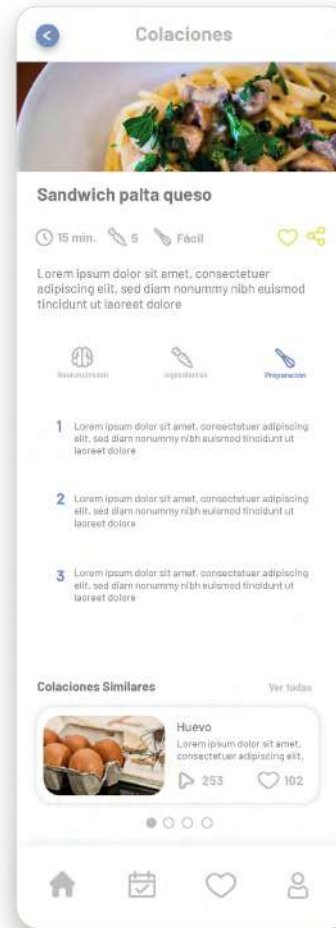 Colaciones
Sandwich palta queso
15 min. 5 Fácil
Lorem ipsum dolor sit amet, consectetuer
adipiscing elit, sed diam nonummy nibh euismod
tincidunt ut laoreet dolore
Neuronutrición Ingredientes Preparación
1 Lorem ipsum dolor sit amet, consectetuer adipiscing
elit, sed diam nonummy nibh euismod tincidunt ut
laoreet dolore
2 Lorem ipsum dolor sit amet, consectetuer adipiscing
elit, sed diam nonummy nibh euismod tincidunt ut
laoreet dolore
3 Lorem ipsum dolor sit amet, consectetuer adipiscing
elit, sed diam nonummy nibh euismod tincidunt ut
laoreet dolore
Colaciones Similares Ver todas
Huevo
Lorem ipsum dolor sit amet,
consectetuer adipiscing elit,
253 102